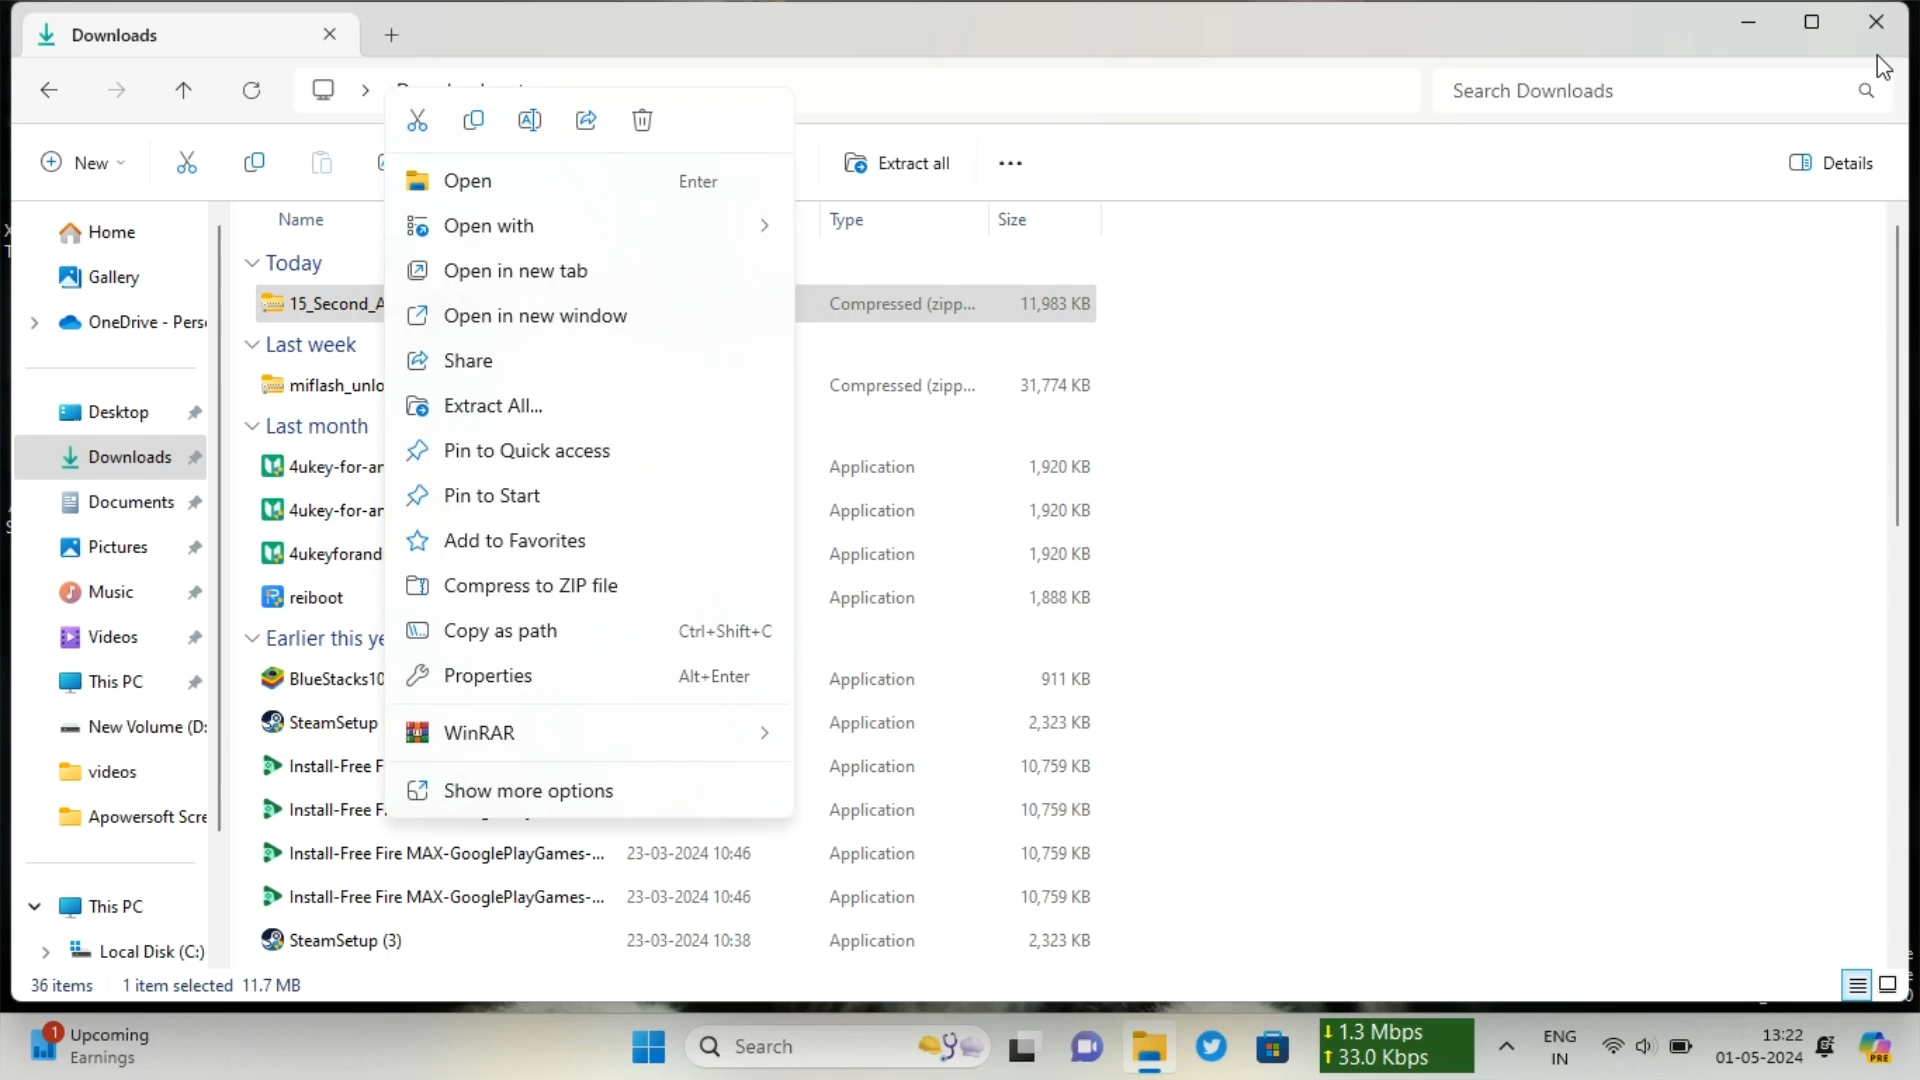 Downloads
Search Downloads
New
Extract all
Details
Home
Gallery
OneDrive - Pers
Desktop
Downloads
Documents
Pictures
Music
Videos
This PC
New Volume (D:
videos
Apowersoft Scre
This PC
Local Disk (C:)
Name
Type
Size
Today
15_Second_A
Compressed (zipp...
11,983 KB
Last week
miflash_unlo
Compressed (zipp...
31,774 KB
Last month
4ukey-for-an
Application
1,920 KB
4ukey-for-an
Application
1,920 KB
4ukeyforand
Application
1,920 KB
reiboot
Application
1,888 KB
Earlier this ye
BlueStacks10
Application
911 KB
SteamSetup
Application
2,323 KB
Install-Free F
Application
10,759 KB
Install-Free F
Application
10,759 KB
Install-Free Fire MAX-GooglePlayGames-...
23-03-2024 10:46
Application
10,759 KB
Install-Free Fire MAX-GooglePlayGames-...
23-03-2024 10:46
Application
10,759 KB
SteamSetup (3)
23-03-2024 10:38
Application
2,323 KB
Open Enter
Open with
Open in new tab
Open in new window
Share
Extract All...
Pin to Quick access
Pin to Start
Add to Favorites
Compress to ZIP file
Copy as path Ctrl+Shift+C
Properties Alt+Enter
WinRAR
Show more options
36 items 1 item selected 11.7 MB
1
Upcoming
Earnings
Search
1.3 Mbps
33.0 Kbps
ENG
IN
13:22
01-05-2024
PRE